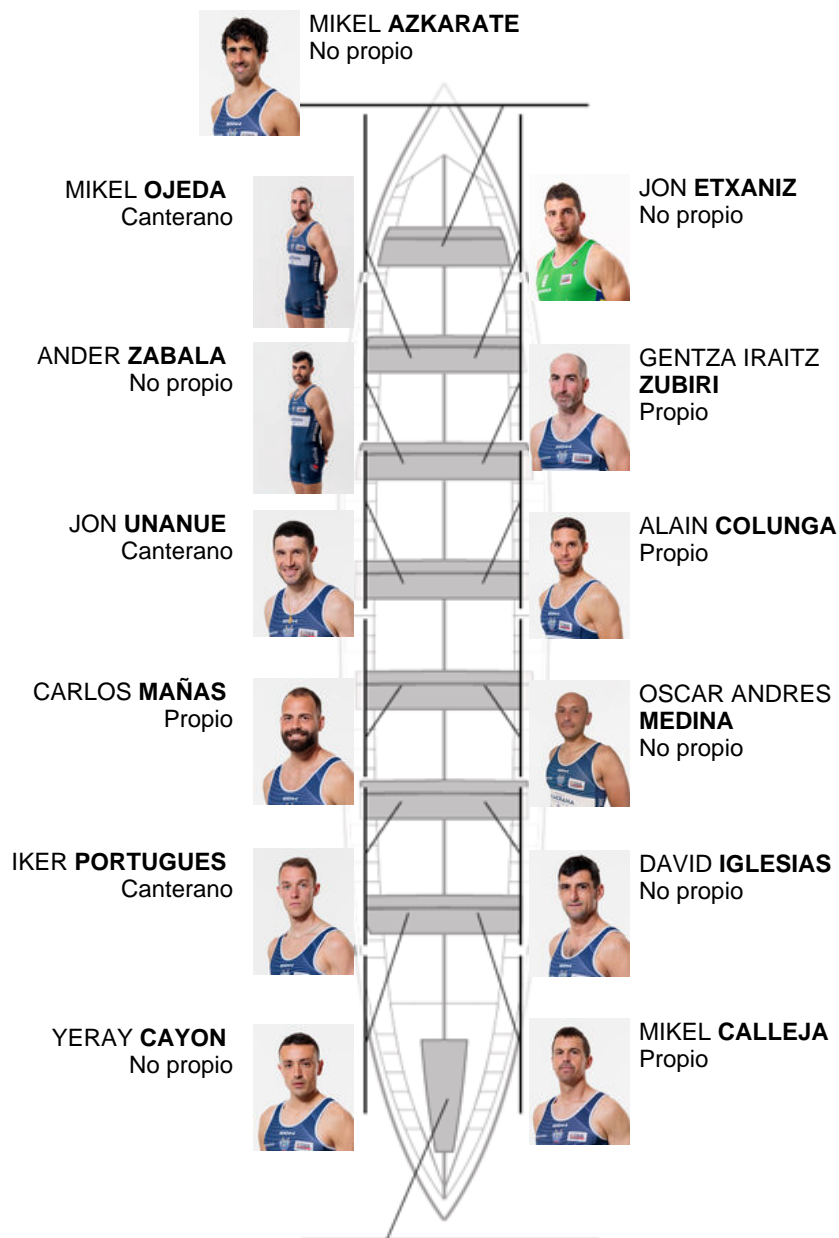 MIKEL AZKARATE
No propio
MIKEL OJEDA
Canterano
JON ETXANIZ
No propio
ANDER ZABALA
No propio
GENTZA IRAITZ
ZUBIRI
Propio
JON UNANUE
Canterano
ALAIN COLUNGA
Propio
CARLOS MAÑAS
Propio
OSCAR ANDRES
MEDINA
No propio
IKER PORTUGUES
Canterano
DAVID IGLESIAS
No propio
YERAY CAYON
No propio
MIKEL CALLEJA
Propio